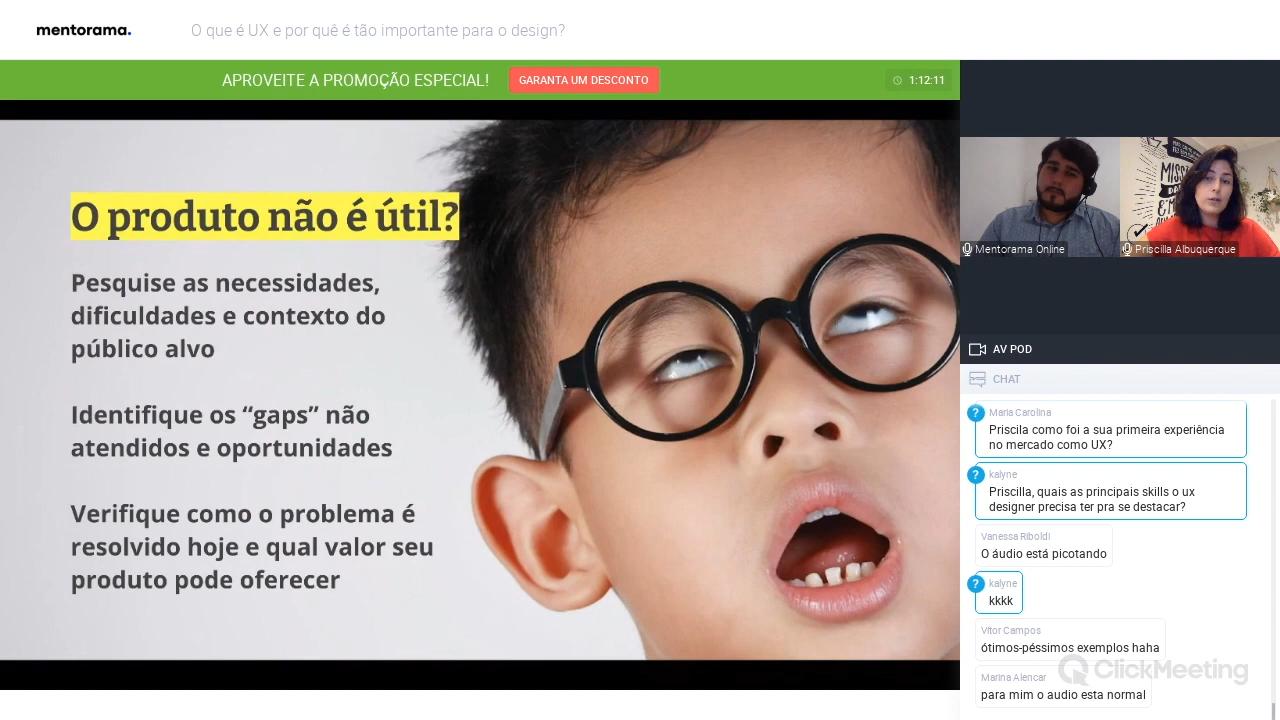 mentorama.
O que é UX e por quê é tão importante para o design?
APROVEITE A PROMOÇÃO ESPECIAL!
GARANTA UM DESCONTO
1:12:11
O produto não é útil?
Pesquise as necessidades,
dificuldades e contexto do
público alvo
Identifique os “gaps” não
atendidos e oportunidades
Verifique como o problema é
resolvido hoje e qual valor seu
produto pode oferecer
Mentorama Online
Priscilla Albuquerque
AV POD
CHAT
?
Maria Carolina
Priscila como foi a sua primeira experiência
no mercado como UX?
?
kalyne
Priscilla, quais as principais skills o ux
designer precisa ter pra se destacar?
Vanessa Riboldi
O áudio está picotando
?
kalyne
kkkk
Vítor Campos
ótimos-péssimos exemplos haha
Marina Alencar
para mim o audio esta normal
ClickMeeting